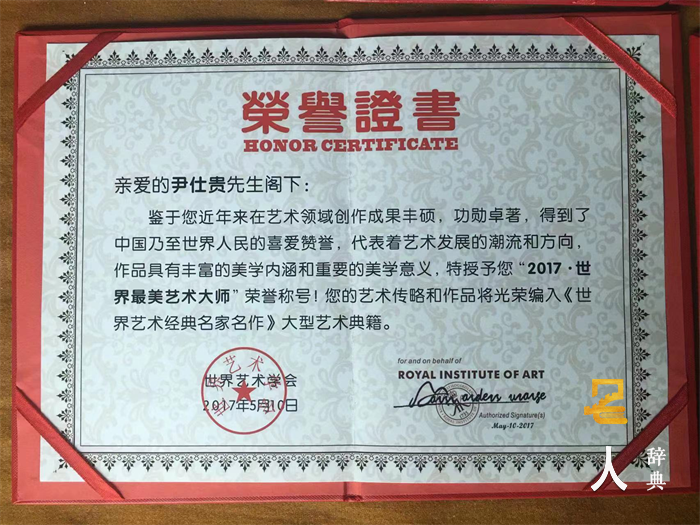 榮譽證書
HONOR CERTIFICATE
亲爱的尹仕贵先生阁下：
鉴于您近年来在艺术领域创作成果丰硕，功勋卓著，得到了
中国乃至世界人民的喜爱赞誉，代表着艺术发展的潮流和方向，
作品具有丰富的美学内涵和重要的美学意义，特授予您“2017·世
界最美艺术大师”荣誉称号！您的艺术传略和作品将光荣编入《世
界艺术经典名家名作》大型艺术典籍。
世界艺术学会
2017年5月10日
for and on behalf of
ROYAL INSTITUTE OF ART
Authorized Signature(s)
May-10-2017
人
辞典